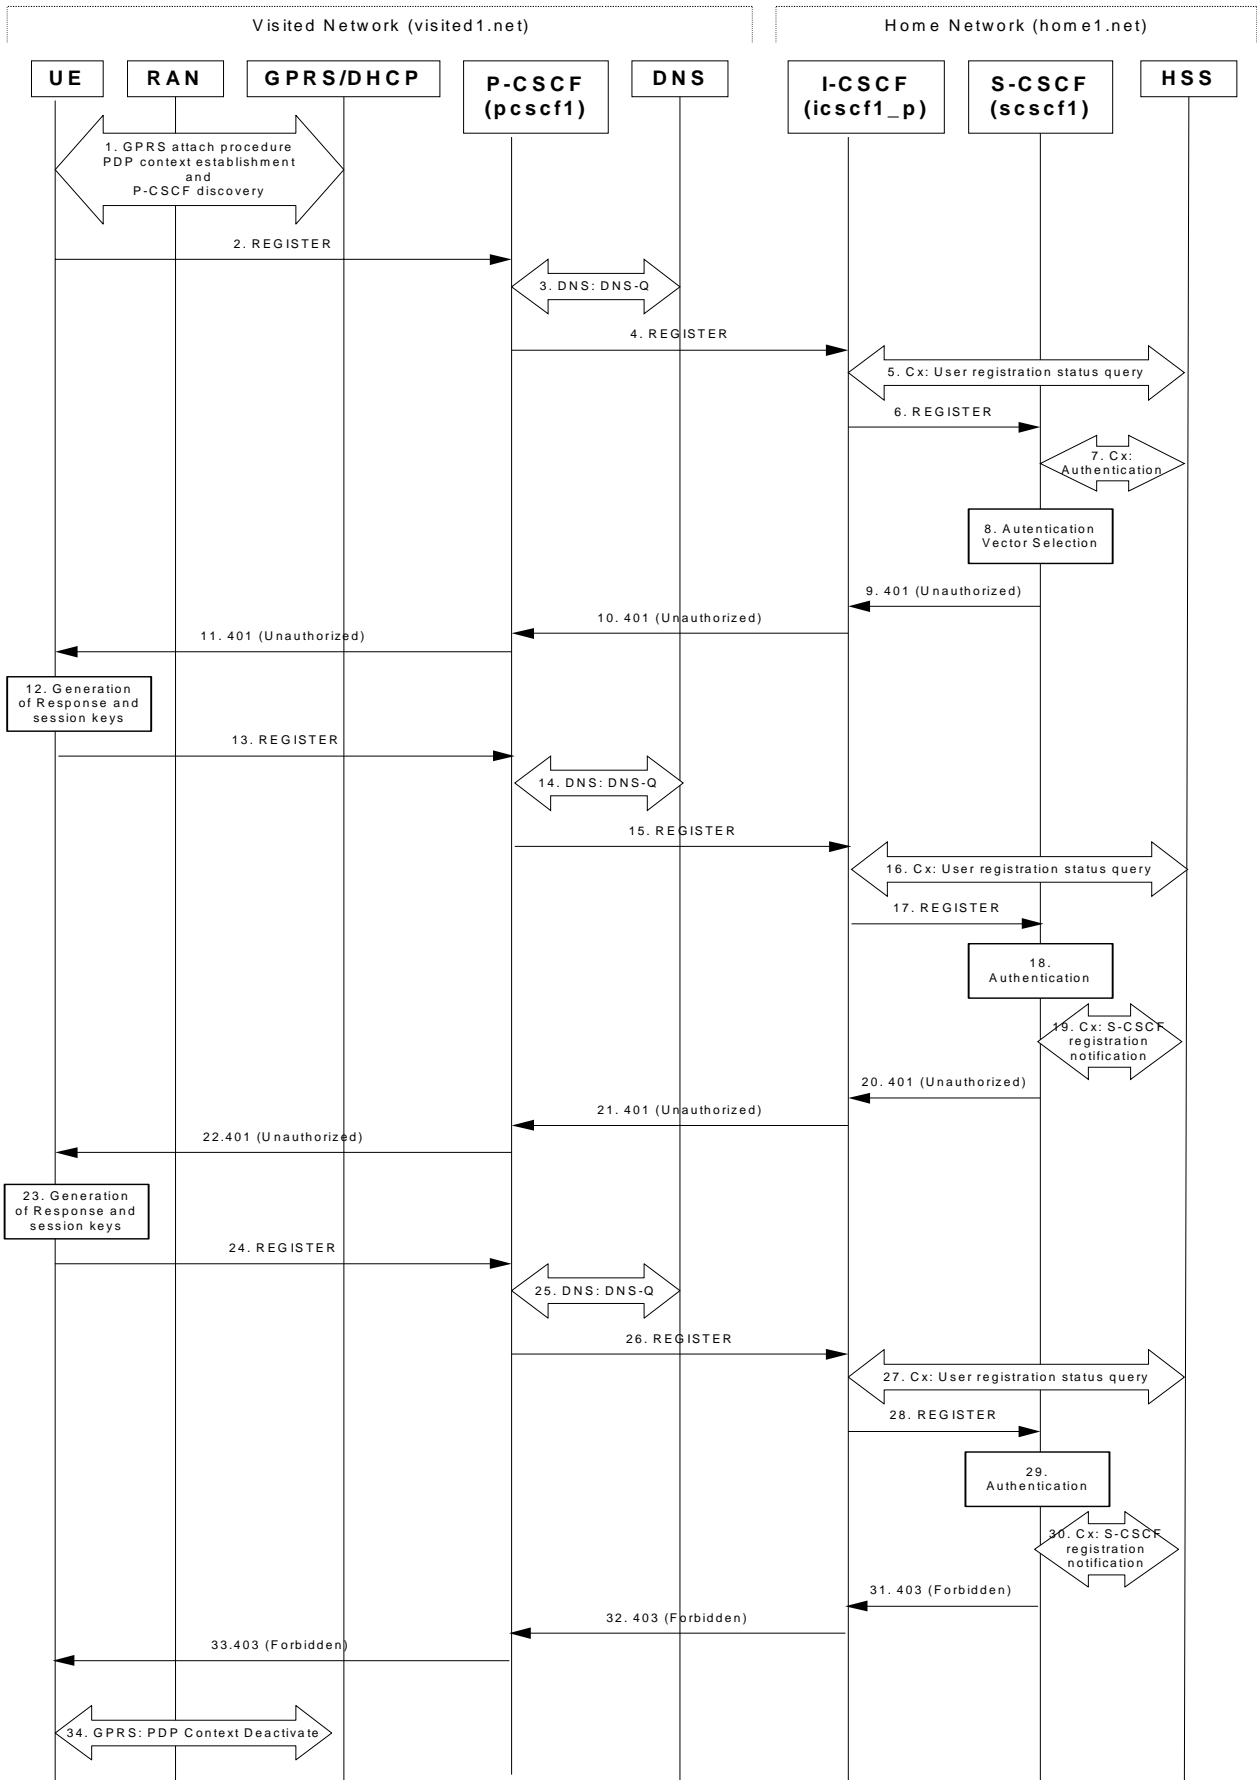 Visited Network (visited1.net)
Home Network (home1.net)
UE
RAN
GPRS/DHCP
P-CSCF
(pcscf1)
DNS
I-CSCF
(icscf1_p)
S-CSCF
(scscf1)
HSS
1. GPRS attach procedure
PDP context establishment
and
P-CSCF discovery
2. REGISTER
3. DNS: DNS-Q
4. REGISTER
5. Cx: User registration status query
6. REGISTER
7. Cx:
Authentication
8. Autentication
Vector Selection
9. 401 (Unauthorized)
10. 401 (Unauthorized)
11. 401 (Unauthorized)
12. Generation
of Response and
session keys
13. REGISTER
14. DNS: DNS-Q
15. REGISTER
16. Cx: User registration status query
17. REGISTER
18.
Authentication
19. Cx: S-CSCF
registration
notification
20. 401 (Unauthorized)
21. 401 (Unauthorized)
22.401 (Unauthorized)
23. Generation
of Response and
session keys
24. REGISTER
25. DNS: DNS-Q
26. REGISTER
27. Cx: User registration status query
28. REGISTER
29.
Authentication
30. Cx: S-CSCF
registration
notification
31. 403 (Forbidden)
32. 403 (Forbidden)
33.403 (Forbidden)
34. GPRS: PDP Context Deactivate